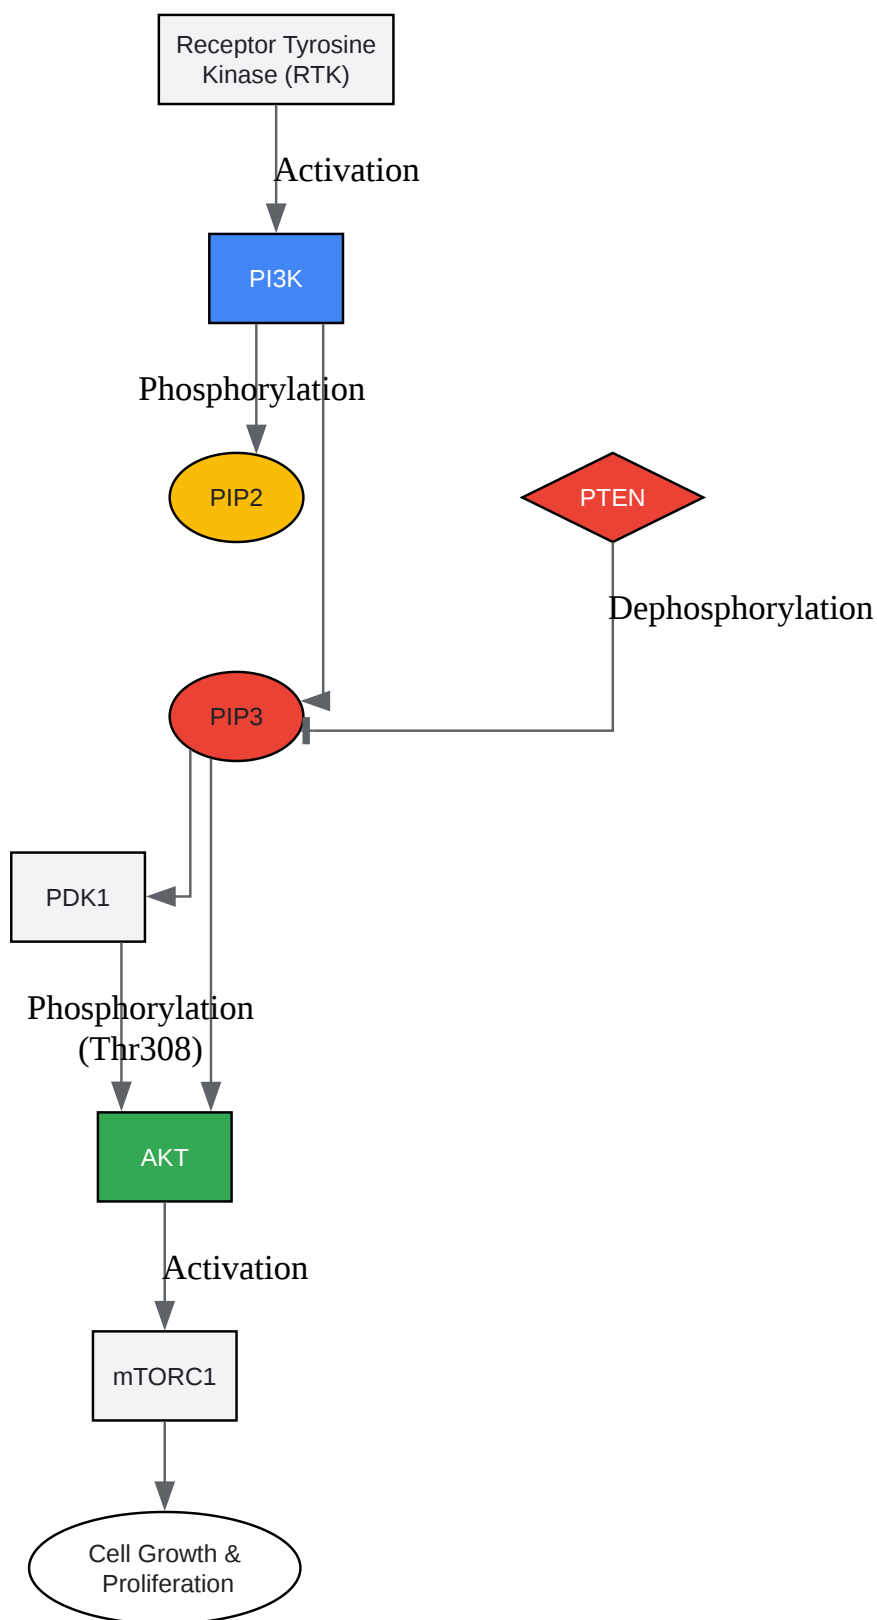 Receptor Tyrosine
Kinase (RTK)
Activation
PI3K
Phosphorylation
PIP2
PTEN
Dephosphorylation
PIP3
PDK1
Phosphorylation
(Thr308)
AKT
Activation
mTORC1
Cell Growth &
Proliferation